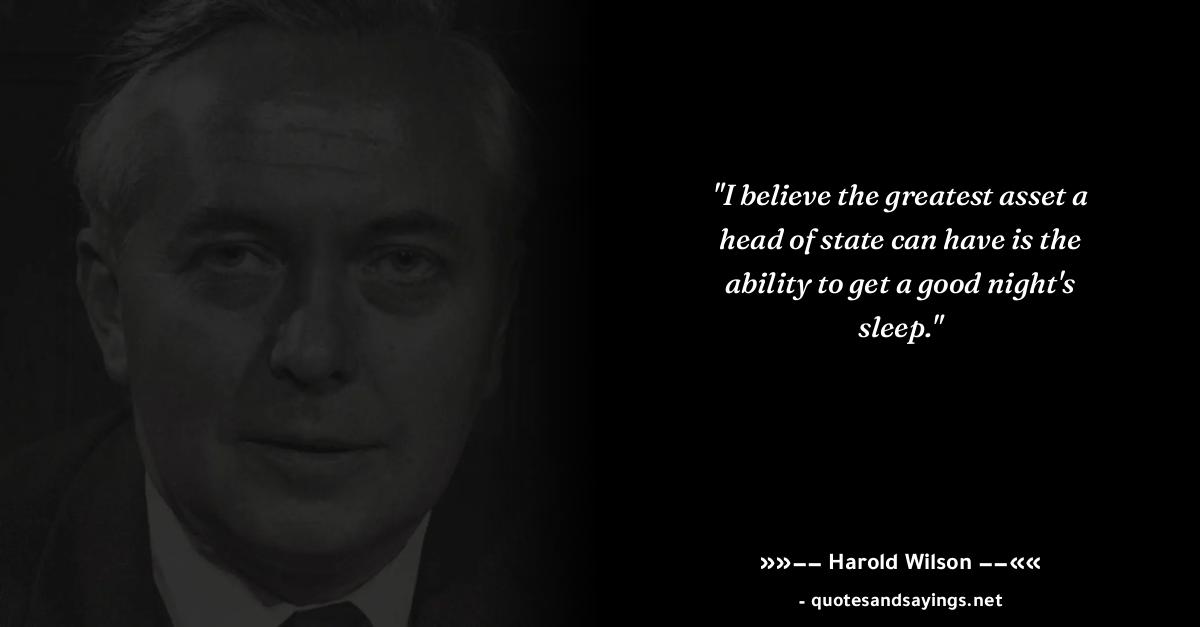 "I believe the greatest asset a
head of state can have is the
ability to get a good night's
sleep."
»»–– Harold Wilson ––««
- quotesandsayings.net